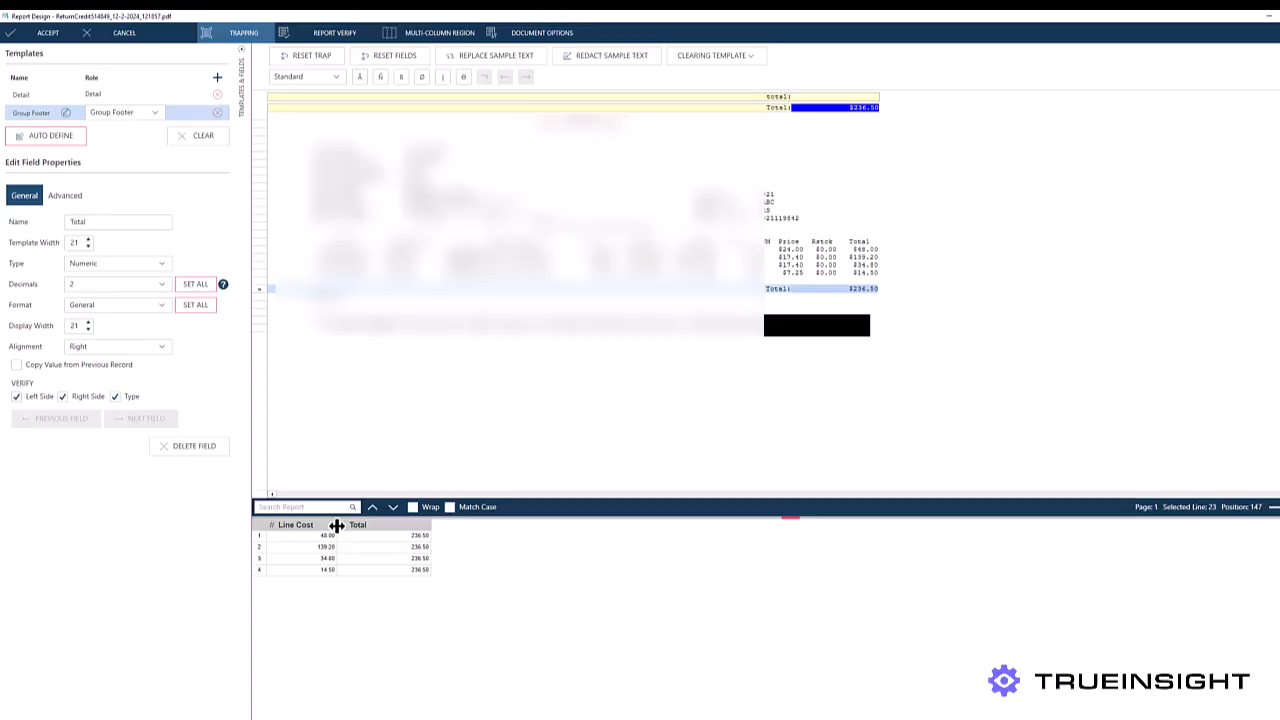 Report Design - ReturnCredit514849_12-2-2024_121857.pdf
ACCEPT CANCEL TRAPPING REPORT VERIFY MULTI-COLUMN REGION DOCUMENT OPTIONS
Templates
Name Role
Detail Detail
Group Footer Group Footer
AUTO DEFINE CLEAR
Edit Field Properties
General Advanced
Name Total
Template Width 21
Type Numeric
Decimals 2 SET ALL ?
Format General SET ALL
Display Width 21
Alignment Right
Copy Value from Previous Record
VERIFY
Left Side Right Side Type
PREVIOUS FIELD NEXT FIELD
DELETE FIELD
TEMPLATES & FIELDS
RESET TRAP RESET FIELDS REPLACE SAMPLE TEXT REDACT SAMPLE TEXT CLEARING TEMPLATE
Standard Ä Ñ ß Ø | Θ
total:
Total: $236.50
21
ABC
S
21119842
M Price Rstck Total
$24.00 $0.00 $48.00
$17.40 $0.00 $139.20
$17.40 $0.00 $34.80
$7.25 $0.00 $14.50
Total: $236.50
Search Report Wrap Match Case Page: 1 Selected Line: 23 Position: 147
# Line Cost Total
1 48.00 236.50
2 139.20 236.50
3 34.80 236.50
4 14.50 236.50
TRUEINSIGHT